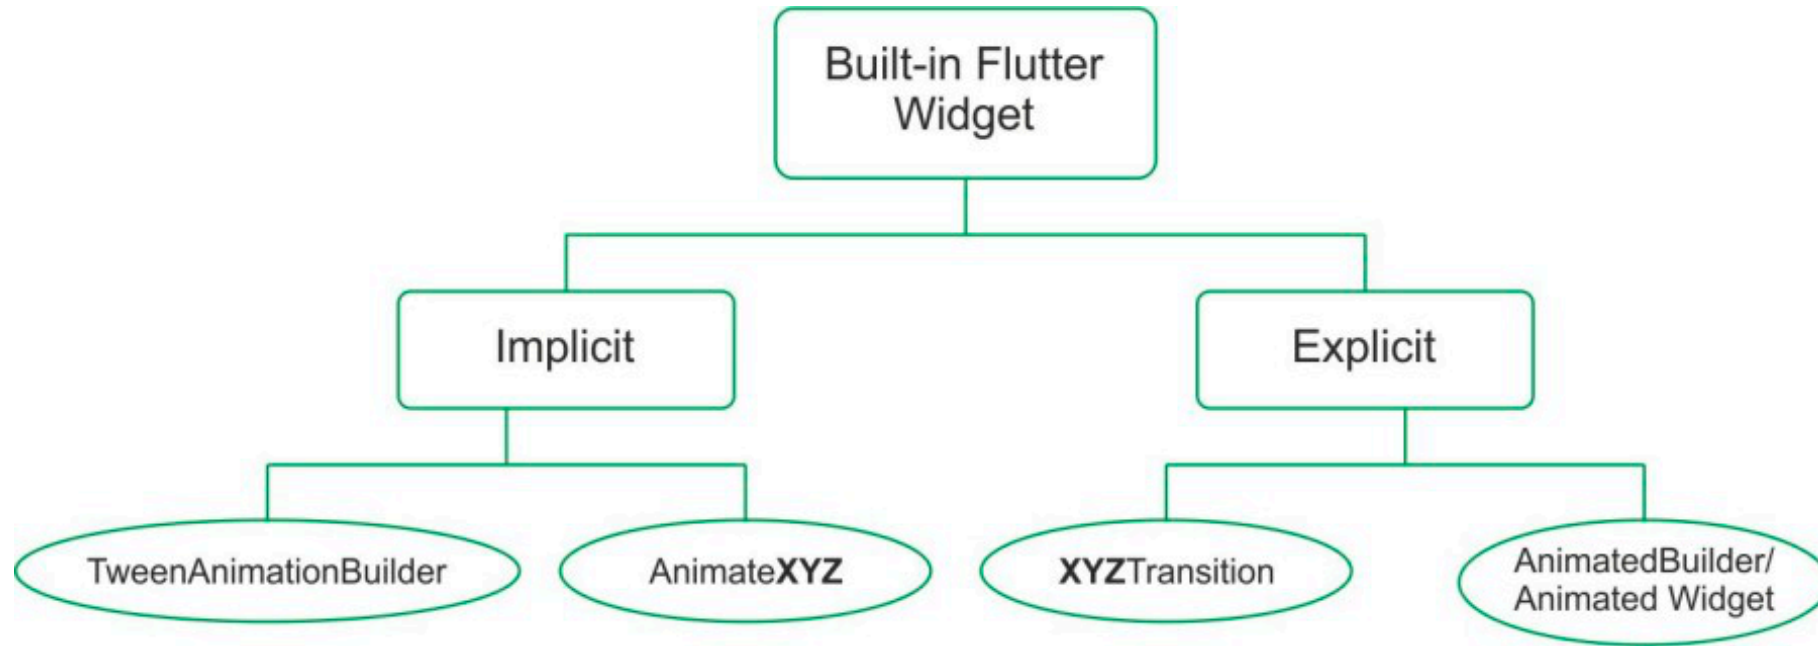 Built-in Flutter
Widget
Implicit
Explicit
TweenAnimationBuilder
AnimateXYZ
XYZTransition
AnimatedBuilder/
Animated Widget